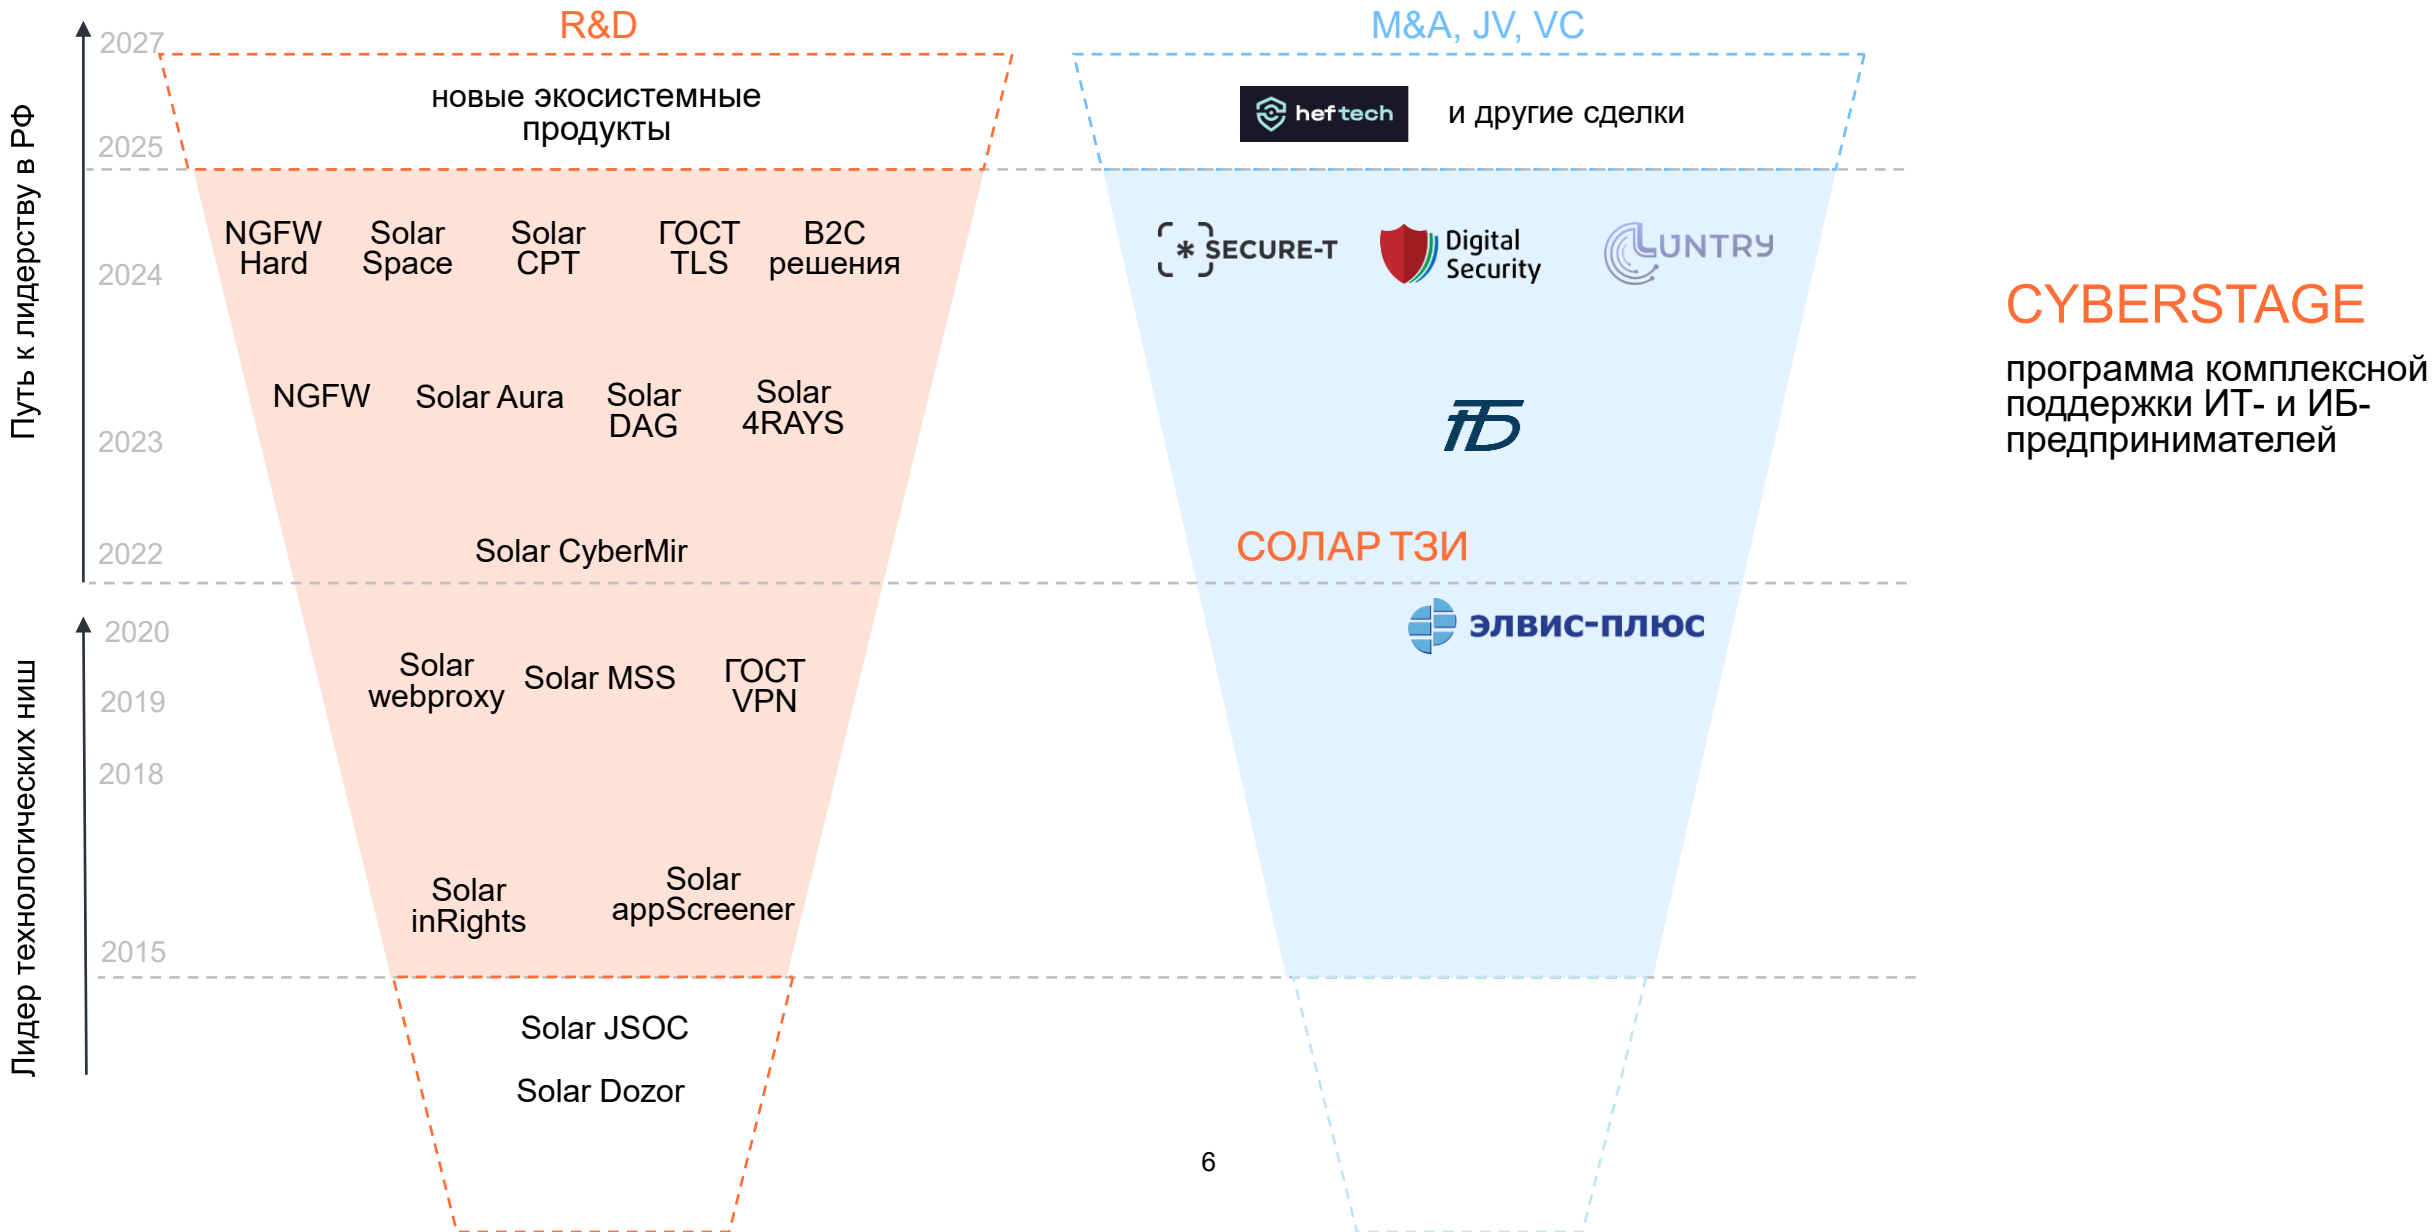 R&D
M&A, JV, VC
2027
новые экосистемные
продукты
heftech
и другие сделки
2025
Путь к лидерству в РФ
NGFW
Hard
Solar
Space
Solar
CPT
ГОСТ
TLS
B2C
решения
2024
SECURE-T
Digital
Security
LUNTRY
CYBERSTAGE
программа комплексной
поддержки ИТ- и ИБ-
предпринимателей
NGFW
Solar Aura
Solar
DAG
Solar
4RAYS
2023
ТБ
2022
Solar CyberMir
СОЛАР ТЗИ
2020
элвис-плюс
Лидер технологических ниш
Solar
webproxy
Solar MSS
ГОСТ
VPN
2019
2018
Solar
inRights
Solar
appScreener
2015
Solar JSOC
Solar Dozor
6